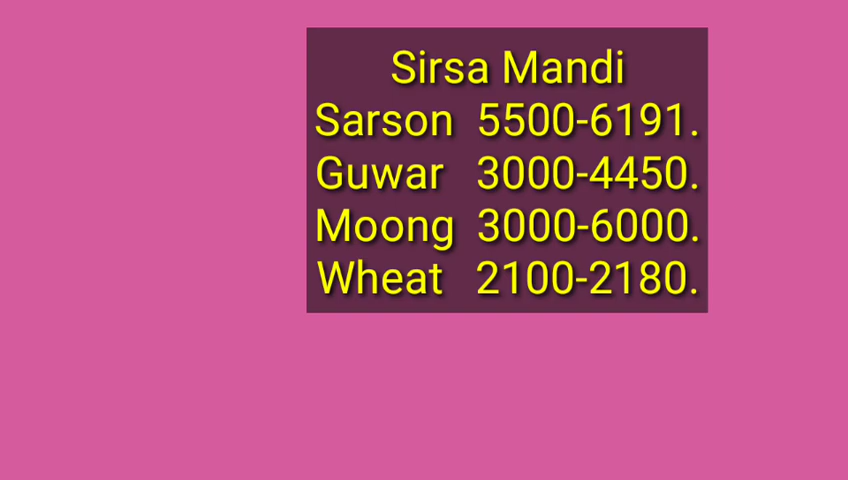 Sirsa Mandi
Sarson 5500-6191.
Guwar 3000-4450.
Moong 3000-6000.
Wheat 2100-2180.